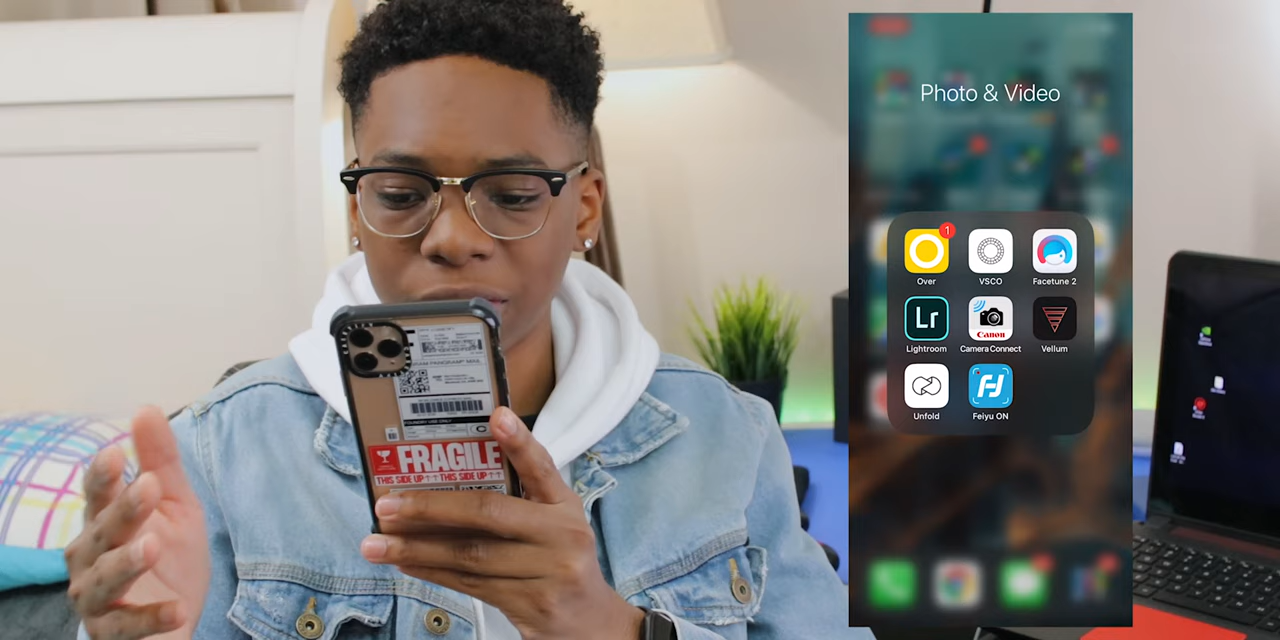 FRAGILE
THIS SIDE UP ↑↑ THIS SIDE UP ↑↑
Photo & Video
1
Over
VSCO
Facetune 2
Lr
Canon
Lightroom
Camera Connect
Vellum
Unfold
Feiyu ON